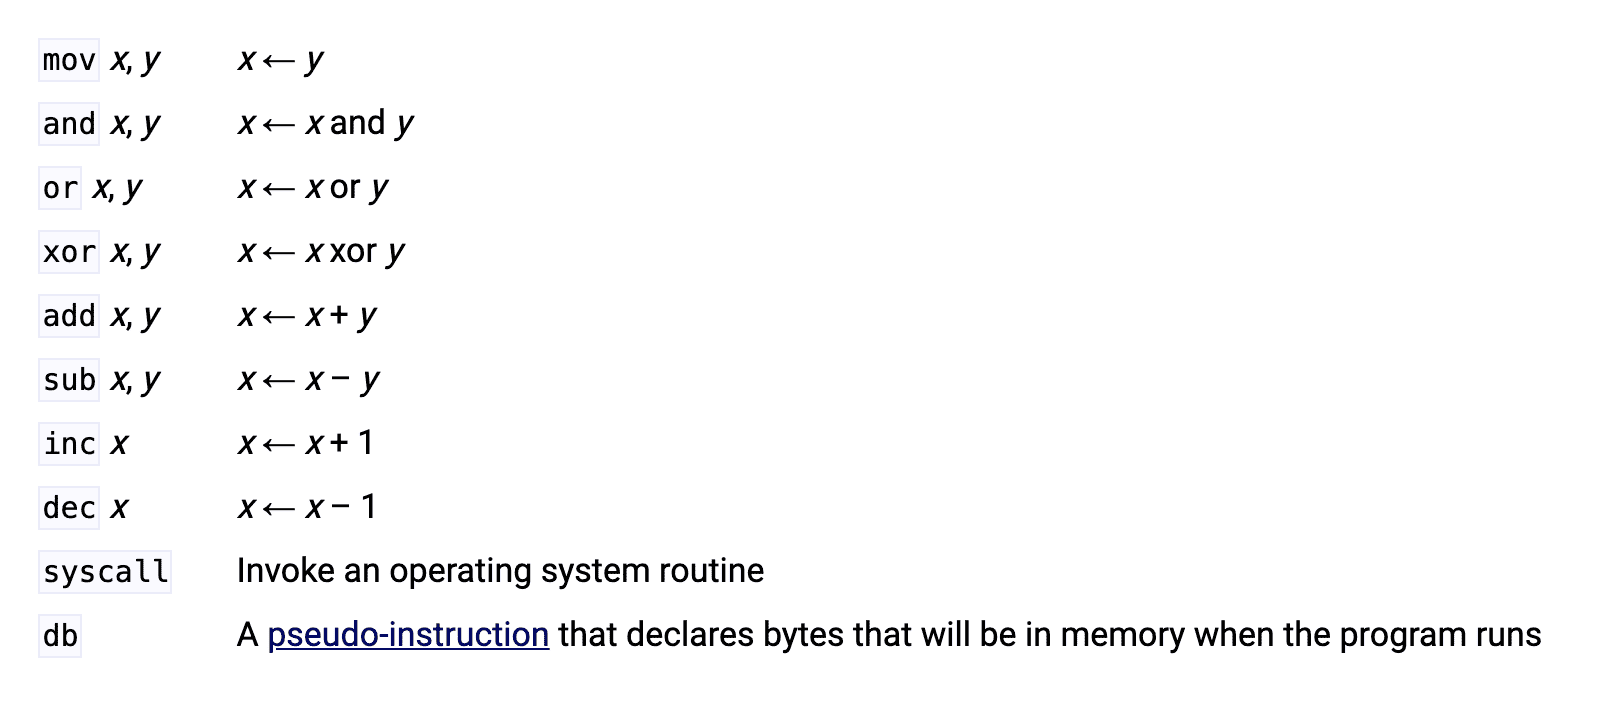 mov x, y x ← y
and x, y x ← x and y
or x, y x ← x or y
xor x, y x ← x xor y
add x, y x ← x + y
sub x, y x ← x − y
inc x x ← x + 1
dec x x ← x − 1
syscall Invoke an operating system routine
db A pseudo-instruction that declares bytes that will be in memory when the program runs